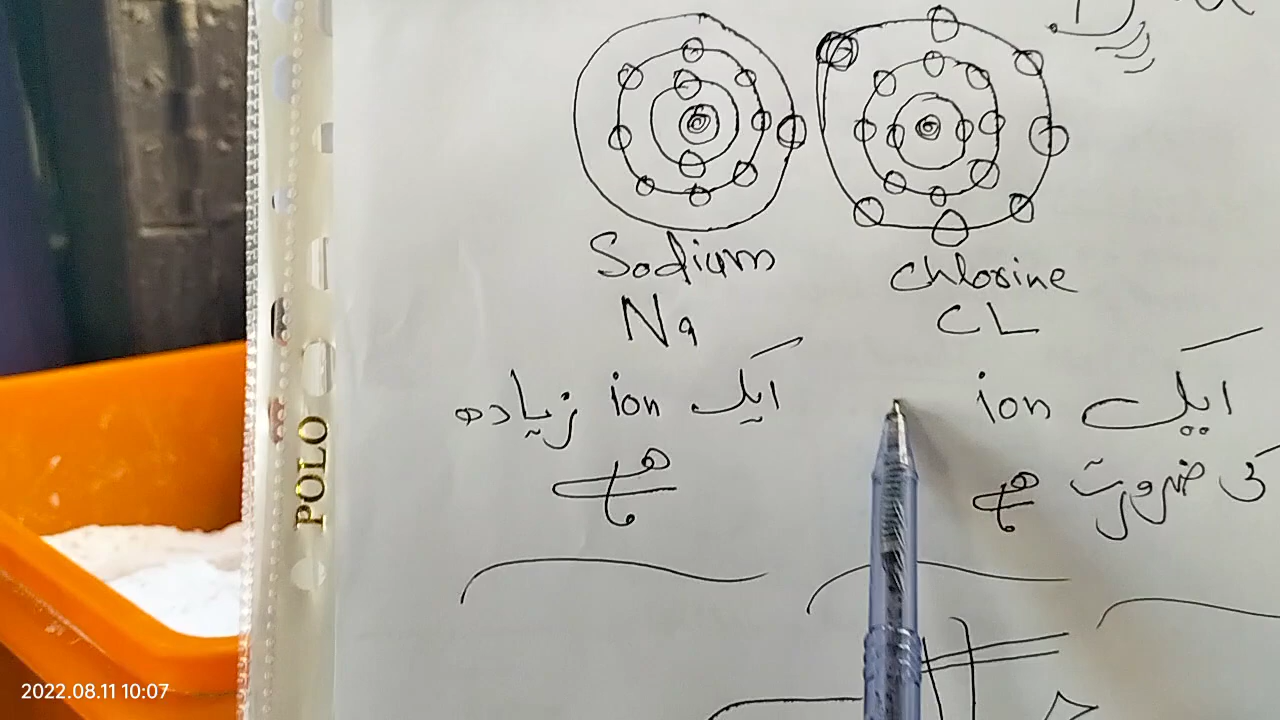 Sodium
Na
ایک ion زیادہ
ہے
Chlorine
CL
ایک ion
کی ضرورت ہے
POLO
2022.08.11 10:07